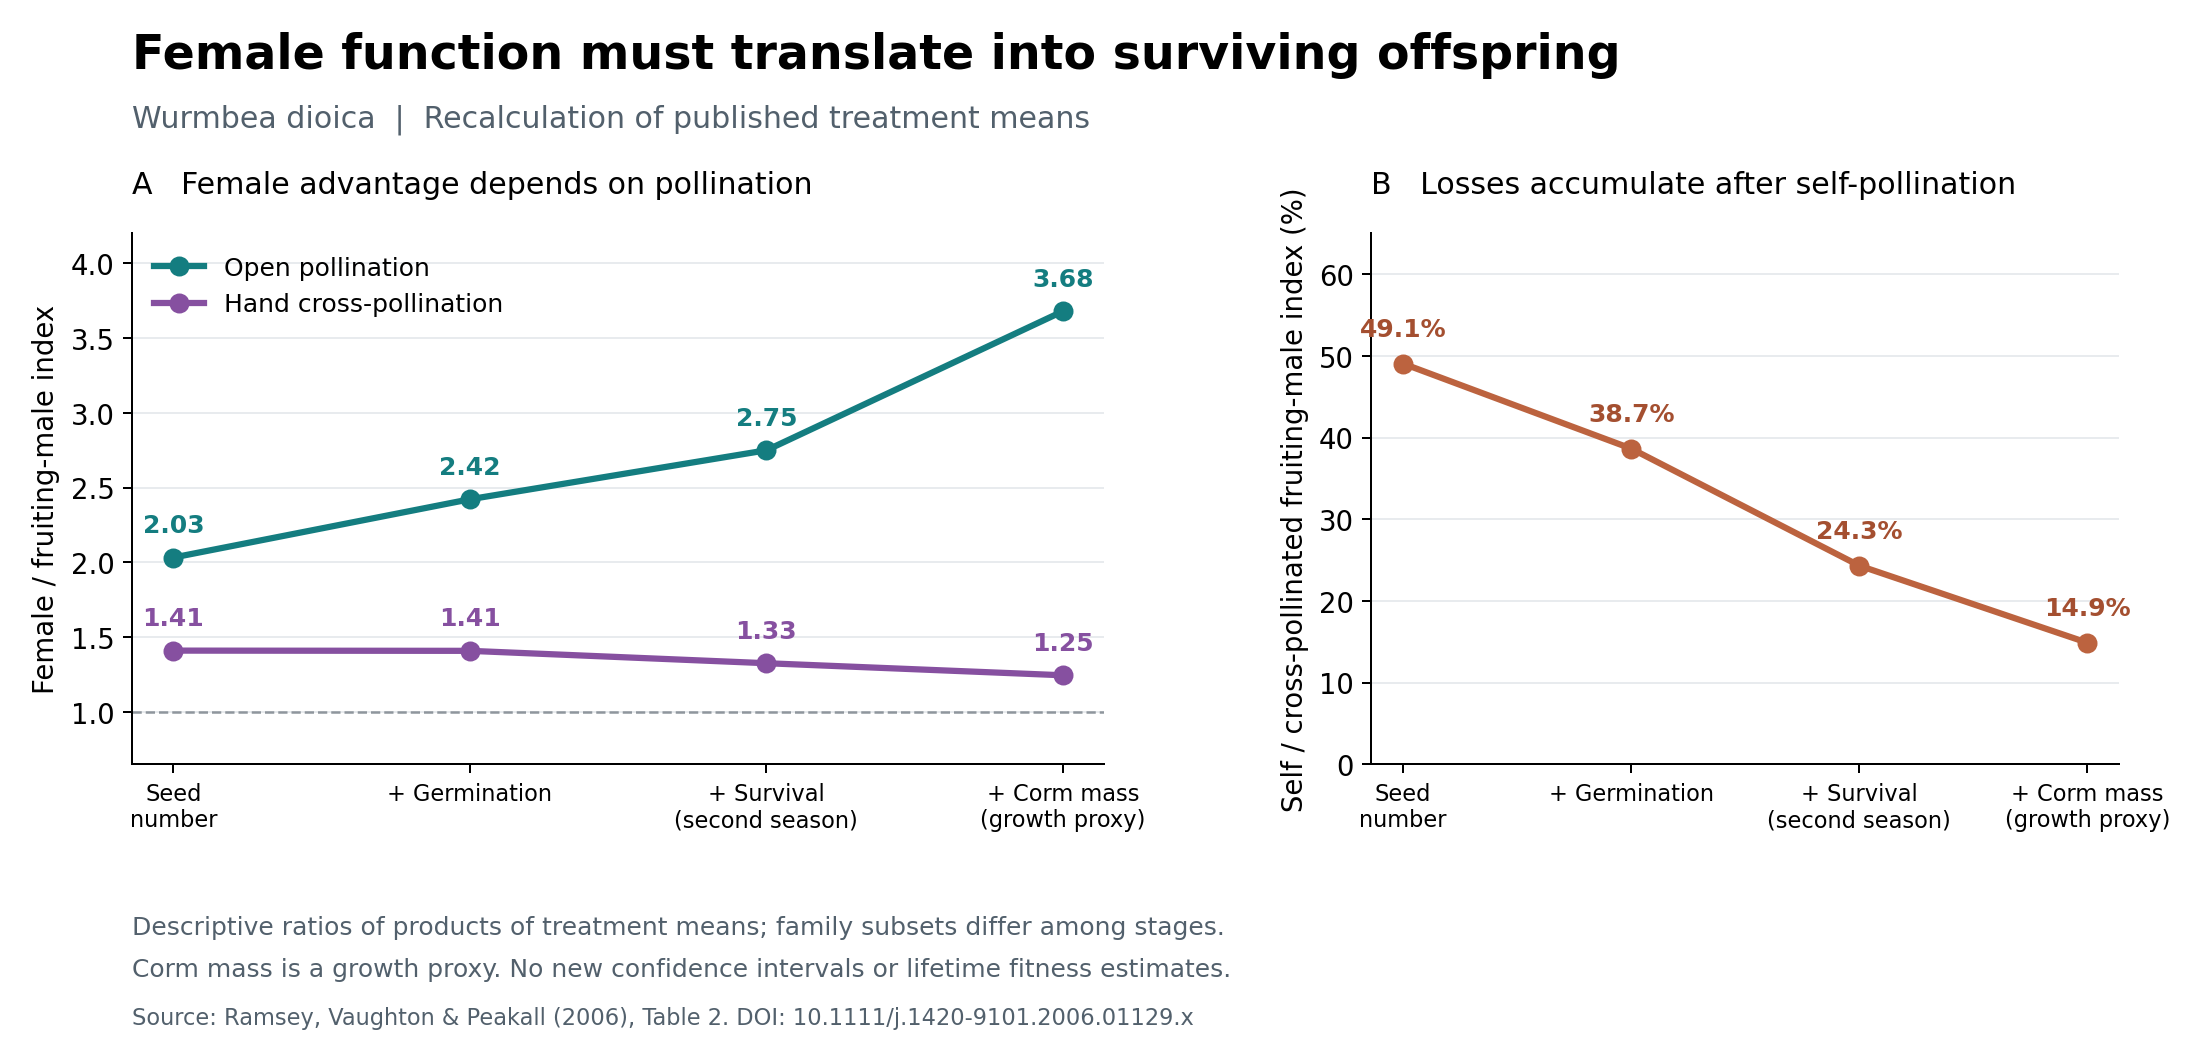 Female function must translate into surviving offspring
Wurmbea dioica | Recalculation of published treatment means
A Female advantage depends on pollination
Female / fruiting-male index
4.0
3.5
3.0
2.5
2.0
1.5
1.0
Open pollination
Hand cross-pollination
2.03
2.42
2.75
3.68
1.41
1.41
1.33
1.25
Seed
number
+ Germination
+ Survival
(second season)
+ Corm mass
(growth proxy)
B Losses accumulate after self-pollination
Self / cross-pollinated fruiting-male index (%)
60
50
40
30
20
10
0
49.1%
38.7%
24.3%
14.9%
Seed
number
+ Germination
+ Survival
(second season)
+ Corm mass
(growth proxy)
Descriptive ratios of products of treatment means; family subsets differ among stages.
Corm mass is a growth proxy. No new confidence intervals or lifetime fitness estimates.
Source: Ramsey, Vaughton & Peakall (2006), Table 2. DOI: 10.1111/j.1420-9101.2006.01129.x